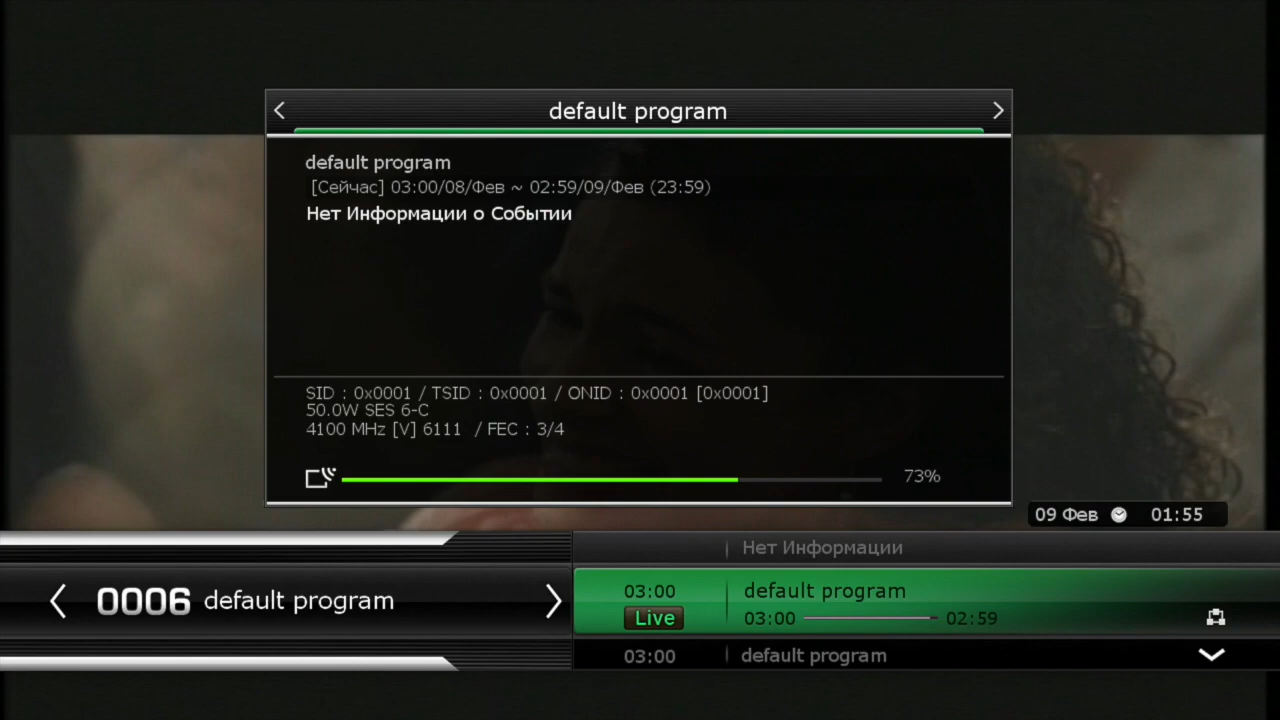 default program
default program
[Сейчас] 03:00/08/Фев ~ 02:59/09/Фев (23:59)
Нет Информации о Событии
SID : 0x0001 / TSID : 0x0001 / ONID : 0x0001 [0x0001]
50.0W SES 6-C
4100 MHz [V] 6111 / FEC : 3/4
73%
09 Фев 01:55
Нет Информации
0006 default program
03:00 default program
Live 03:00 02:59
03:00 default program